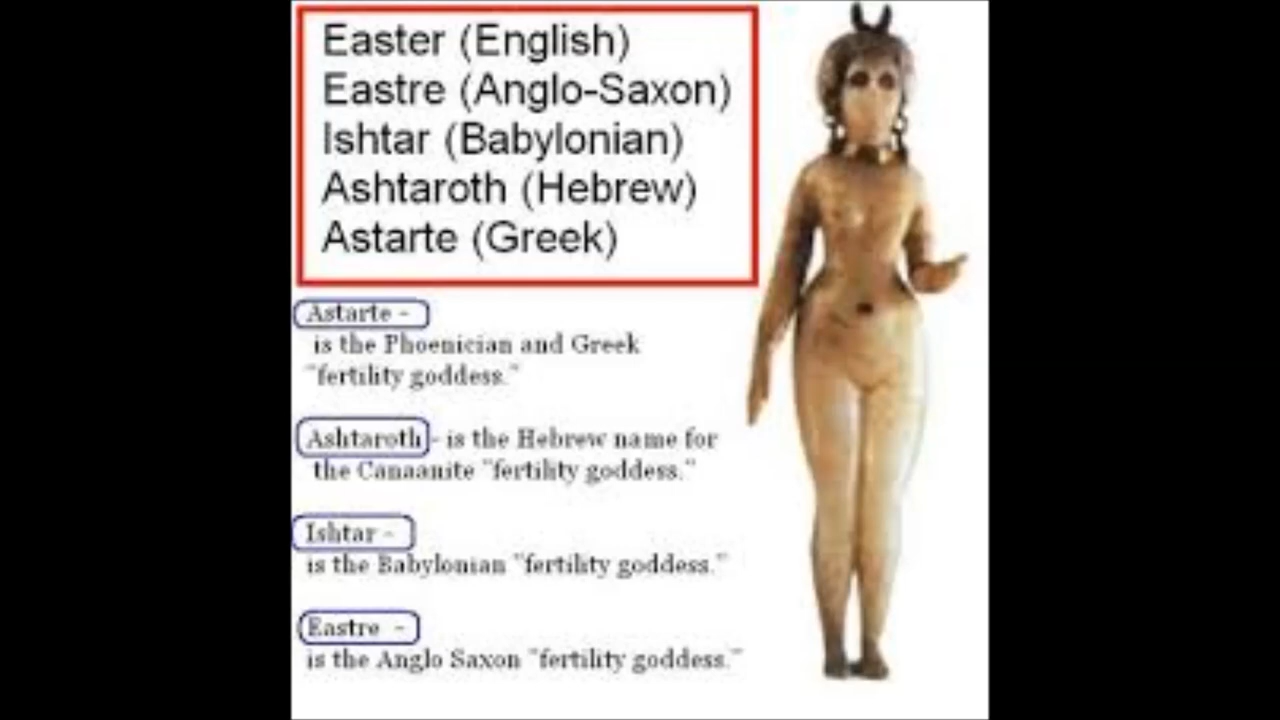 Easter (English)
Eastre (Anglo-Saxon)
Ishtar (Babylonian)
Ashtaroth (Hebrew)
Astarte (Greek)
Astarte -
is the Phoenician and Greek
"fertility goddess."
Ashtaroth - is the Hebrew name for
the Canaanite "fertility goddess."
Ishtar -
is the Babylonian "fertility goddess."
Eastre -
is the Anglo Saxon "fertility goddess."